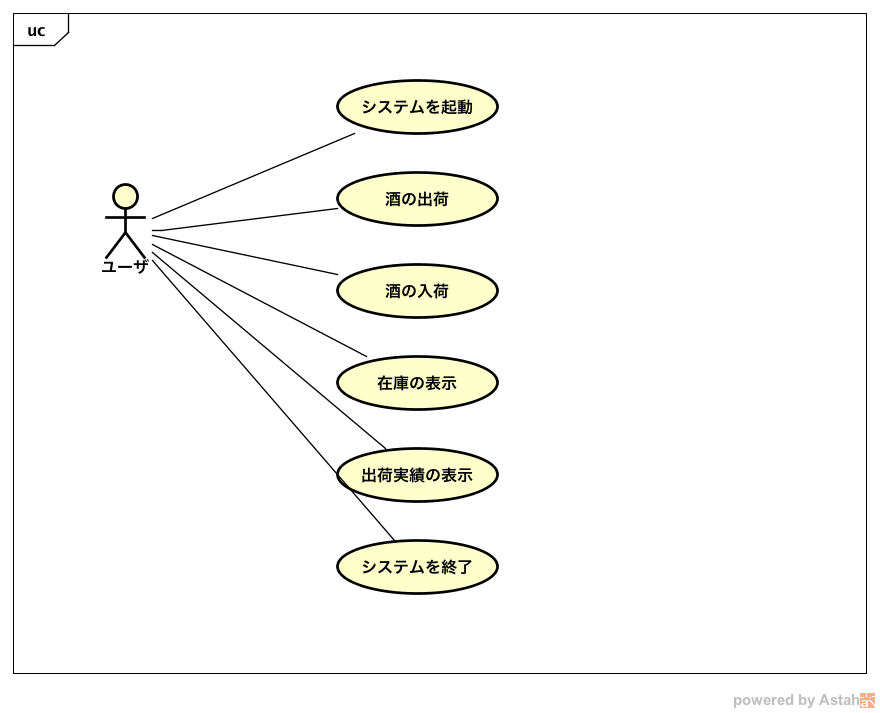 uc
システムを起動
酒の出荷
ユーザ
酒の入荷
在庫の表示
出荷実績の表示
システムを終了
powered by Astah